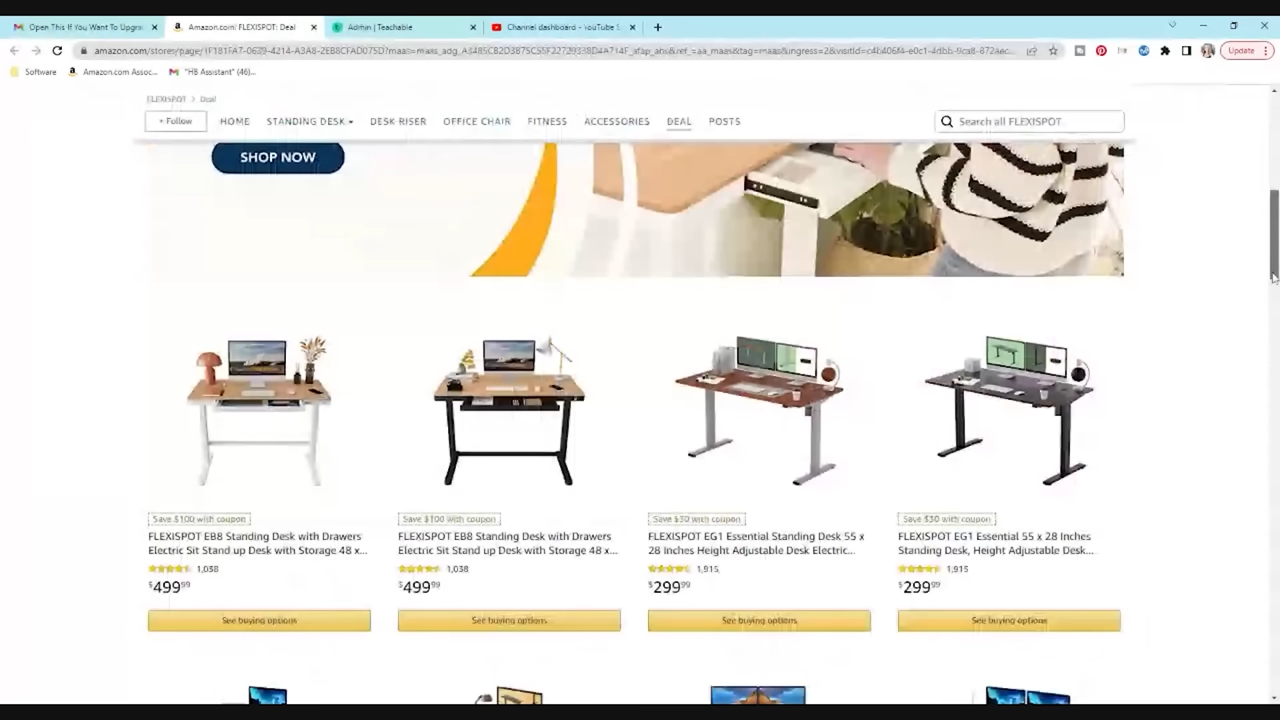 Open This If You Want To Upgra
Amazon.com: FLEXISPOT: Deal
Admin | Teachable
Channel dashboard - YouTube S
Update
Software
Amazon.com Assoc...
"HB Assistant" (46)...
FLEXISPOT > Deal
+ Follow
HOME
STANDING DESK
DESK RISER
OFFICE CHAIR
FITNESS
ACCESSORIES
DEAL
POSTS
Search all FLEXISPOT
SHOP NOW
Save $100 with coupon
FLEXISPOT EB8 Standing Desk with Drawers
Electric Sit Stand up Desk with Storage 48 x...
1,038
$499.99
See buying options
Save $100 with coupon
FLEXISPOT EB8 Standing Desk with Drawers
Electric Sit Stand up Desk with Storage 48 x...
1,038
$499.99
See buying options
Save $30 with coupon
FLEXISPOT EG1 Essential Standing Desk 55 x
28 Inches Height Adjustable Desk Electric...
1,915
$299.99
See buying options
Save $30 with coupon
FLEXISPOT EG1 Essential 55 x 28 Inches
Standing Desk, Height Adjustable Desk...
1,915
$299.99
See buying options